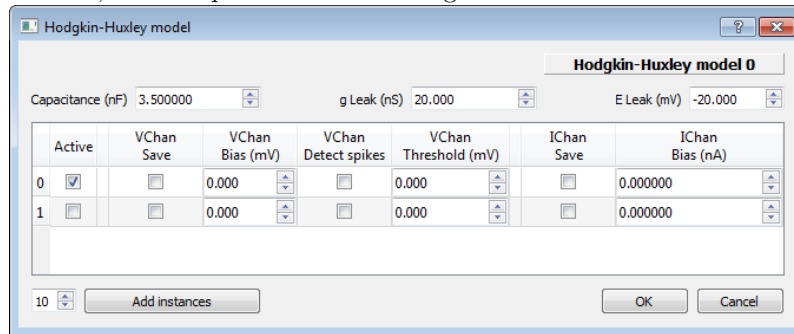 Hodgkin-Huxley model
Hodgkin-Huxley model 0
Capacitance (nF) 3.500000 g Leak (nS) 20.000 E Leak (mV) -20.000
Active VChan Save VChan Bias (mV) VChan Detect spikes VChan Threshold (mV) IChan Save IChan Bias (nA)
0 0.000 0.000 0.000000
1 0.000 0.000 0.000000
10 Add instances OK Cancel